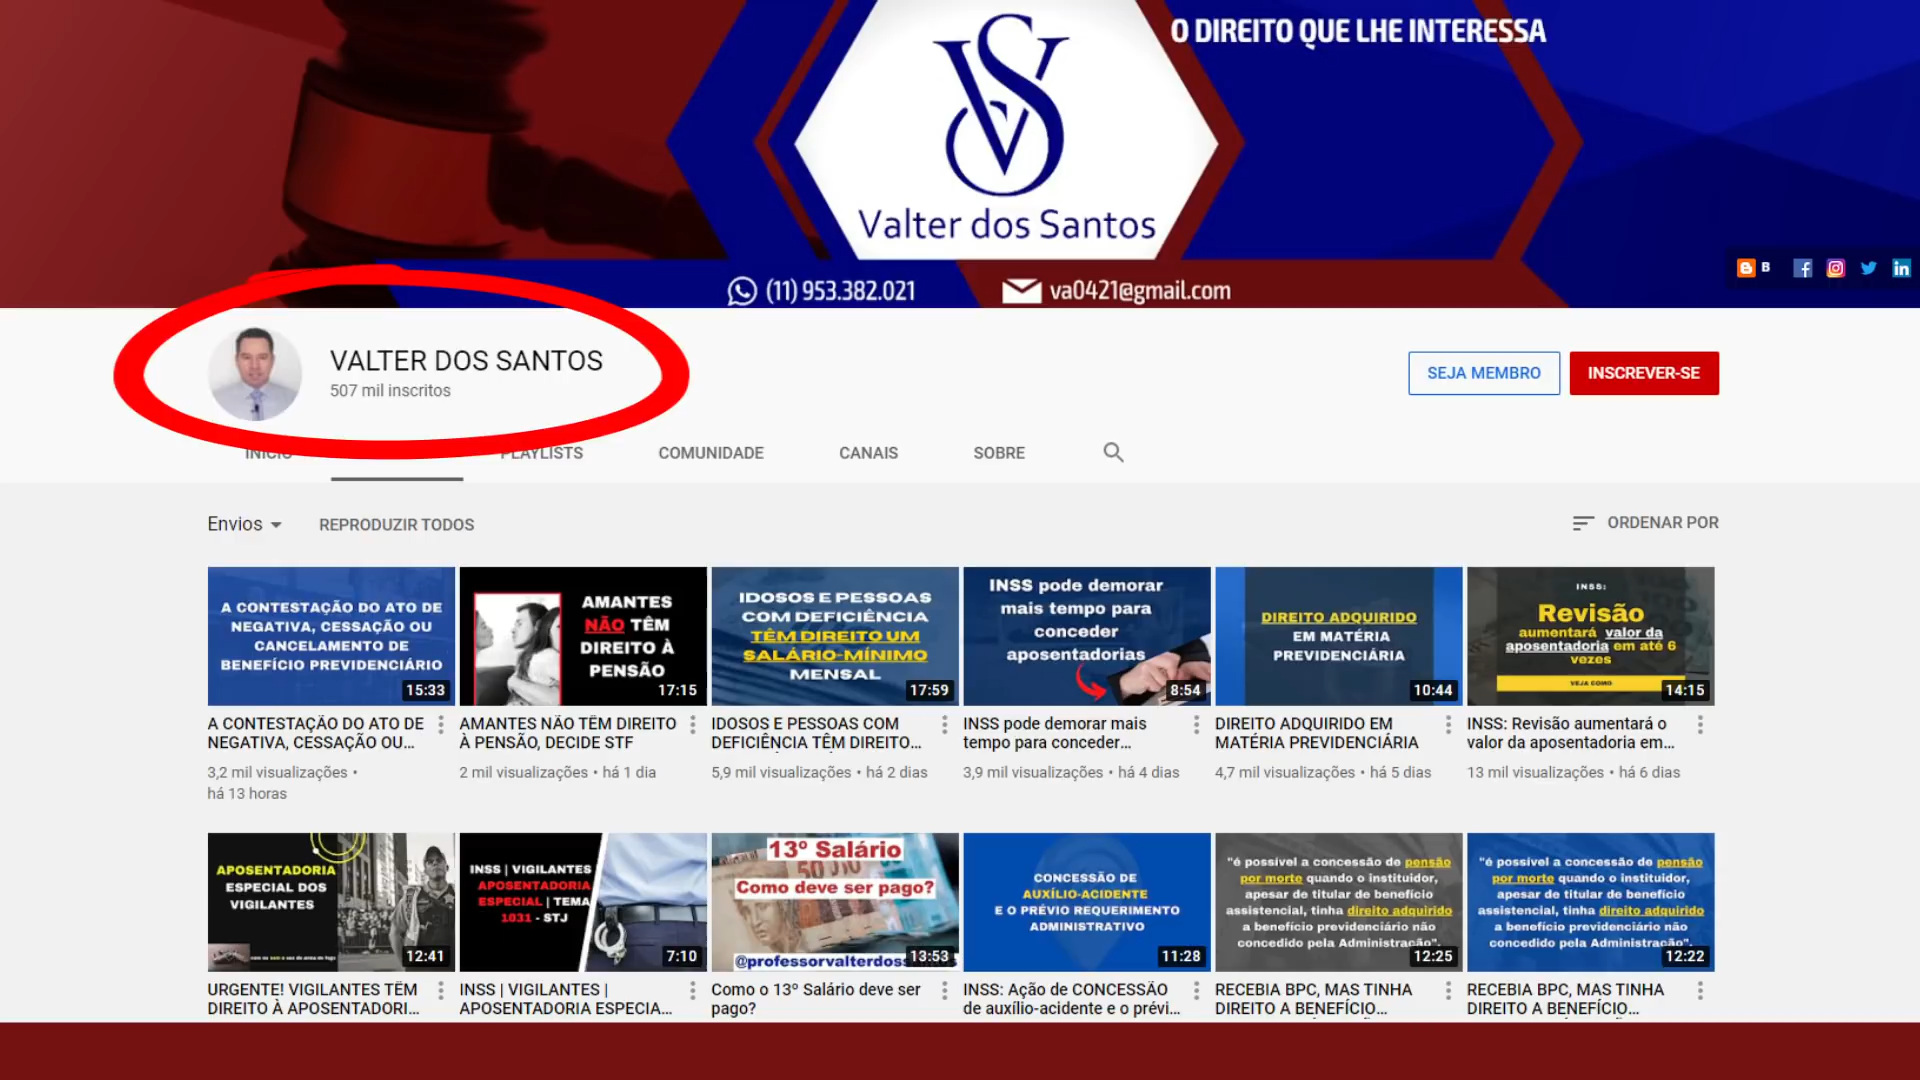 O DIREITO QUE LHE INTERESSA
VS
Valter dos Santos
(11) 953.382.021
va0421@gmail.com
B
VALTER DOS SANTOS
507 mil inscritos
SEJA MEMBRO
INSCREVER-SE
INÍCIO
PLAYLISTS
COMUNIDADE
CANAIS
SOBRE
Envios
REPRODUZIR TODOS
ORDENAR POR
A CONTESTAÇÃO DO ATO DE
NEGATIVA, CESSAÇÃO OU
CANCELAMENTO DE
BENEFÍCIO PREVIDENCIÁRIO
15:33
AMANTES
NÃO TÊM
DIREITO À
PENSÃO
17:15
IDOSOS E PESSOAS
COM DEFICIÊNCIA
TÊM DIREITO UM
SALÁRIO-MÍNIMO
MENSAL
17:59
INSS pode demorar
mais tempo para
conceder
aposentadorias
8:54
DIREITO ADQUIRIDO
EM MATÉRIA
PREVIDENCIÁRIA
10:44
INSS:
Revisão
aumentará valor da
aposentadoria em até 6
vezes
VEJA COMO
14:15
A CONTESTAÇÃO DO ATO DE
NEGATIVA, CESSAÇÃO OU...
3,2 mil visualizações •
há 13 horas
AMANTES NÃO TÊM DIREITO
À PENSÃO, DECIDE STF
2 mil visualizações • há 1 dia
IDOSOS E PESSOAS COM
DEFICIÊNCIA TÊM DIREITO...
5,9 mil visualizações • há 2 dias
INSS pode demorar mais
tempo para conceder...
3,9 mil visualizações • há 4 dias
DIREITO ADQUIRIDO EM
MATÉRIA PREVIDENCIÁRIA
4,7 mil visualizações • há 5 dias
INSS: Revisão aumentará o
valor da aposentadoria em...
13 mil visualizações • há 6 dias
APOSENTADORIA
ESPECIAL DOS
VIGILANTES
12:41
INSS | VIGILANTES
APOSENTADORIA
ESPECIAL | TEMA
1031 - STJ
7:10
13º Salário
Como deve ser pago?
@professorvalterdossantos
13:53
CONCESSÃO DE
AUXÍLIO-ACIDENTE
E O PRÉVIO REQUERIMENTO
ADMINISTRATIVO
11:28
"é possível a concessão de pensão
por morte quando o instituidor,
apesar de titular de benefício
assistencial, tinha direito adquirido
a benefício previdenciário não
concedido pela Administração".
12:25
"é possível a concessão de pensão
por morte quando o instituidor,
apesar de titular de benefício
assistencial, tinha direito adquirido
a benefício previdenciário não
concedido pela Administração".
12:22
URGENTE! VIGILANTES TÊM
DIREITO À APOSENTADORI...
INSS | VIGILANTES |
APOSENTADORIA ESPECIA...
Como o 13º Salário deve ser
pago?
INSS: Ação de CONCESSÃO
de auxílio-acidente e o prévi...
RECEBIA BPC, MAS TINHA
DIREITO A BENEFÍCIO...
RECEBIA BPC, MAS TINHA
DIREITO A BENEFÍCIO...